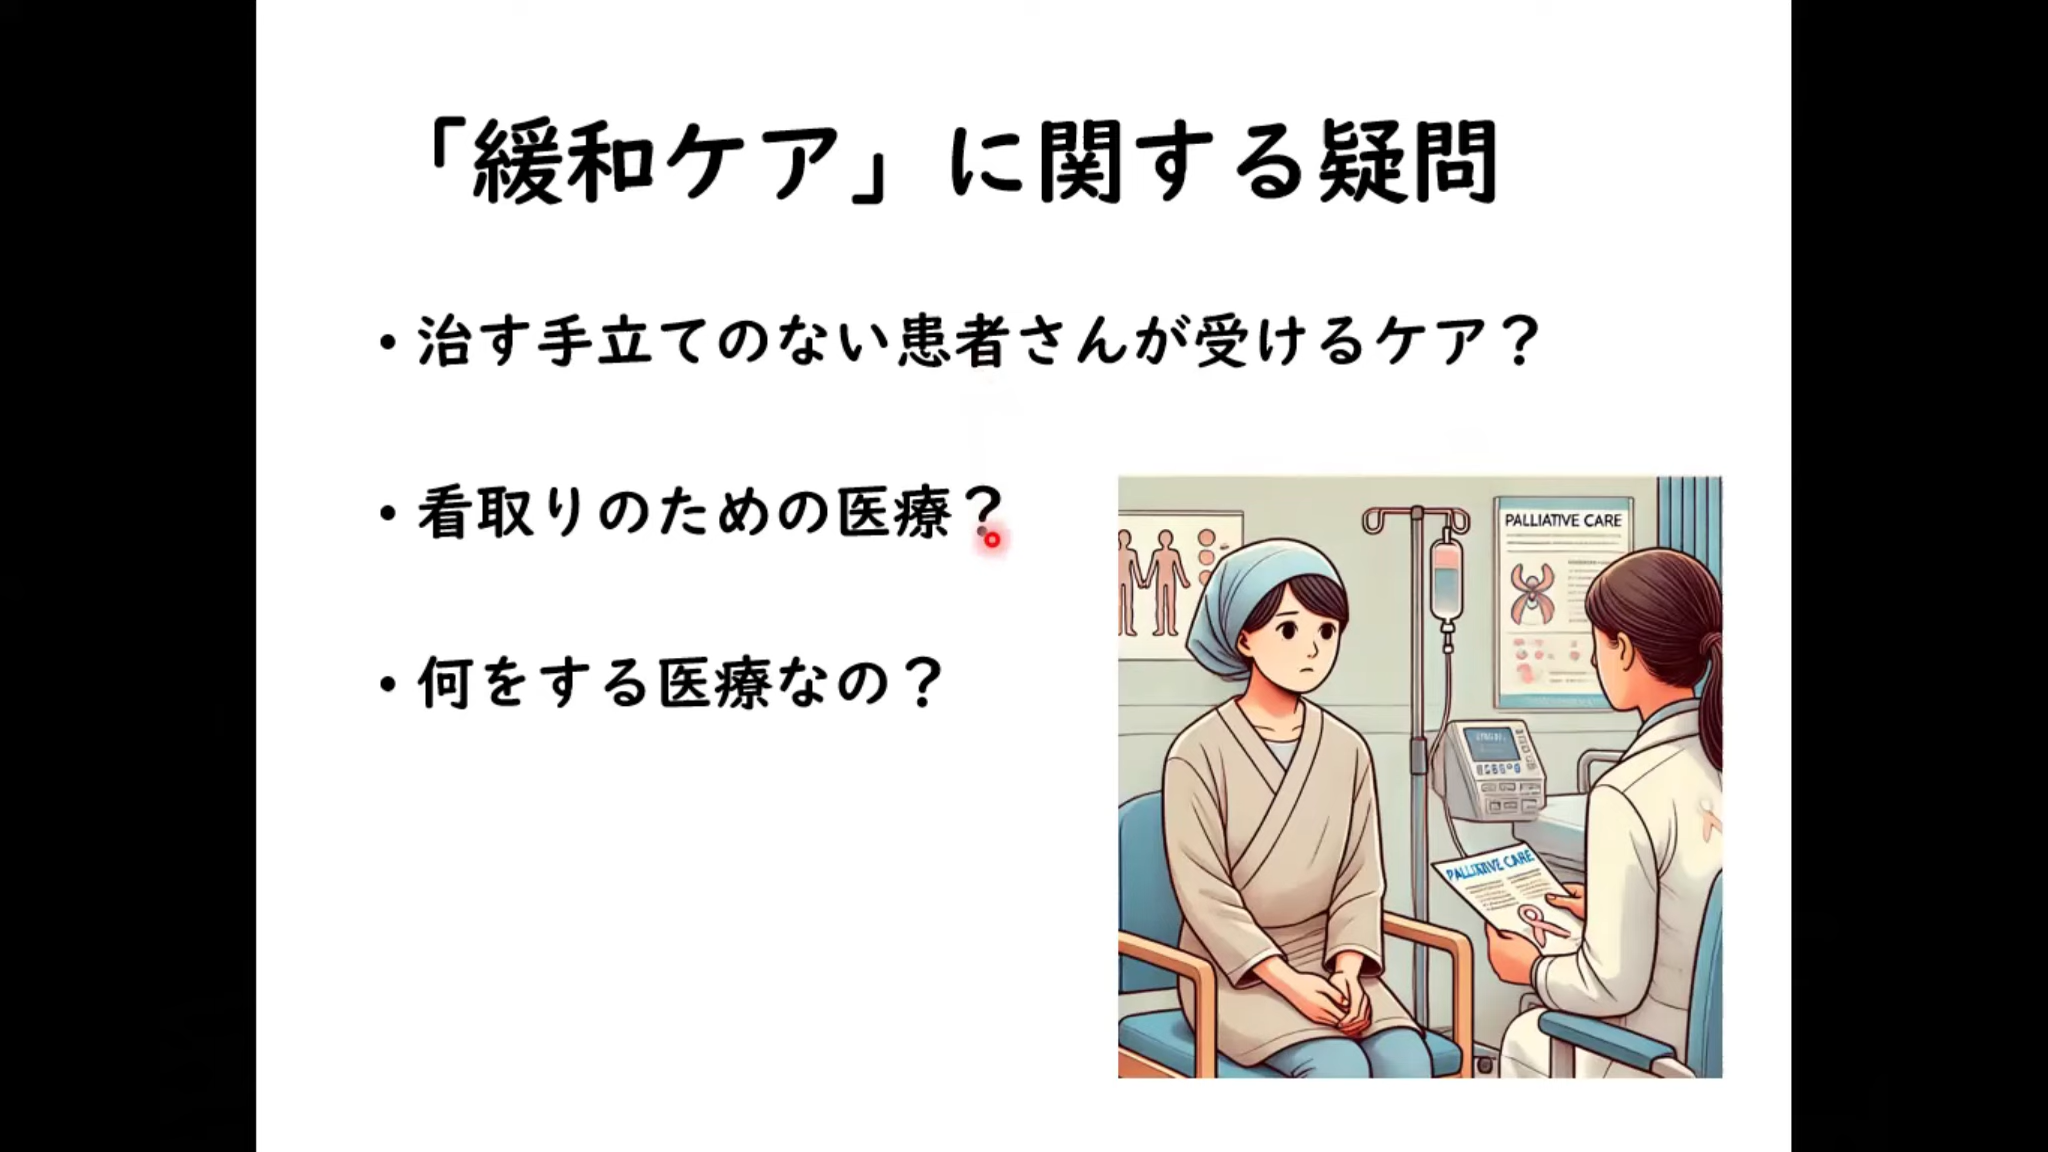 「緩和ケア」に関する疑問
・治す手立てのない患者さんが受けるケア？
・看取りのための医療？
・何をする医療なの？
PALLIATIVE CARE
PALLIATIVE CARE